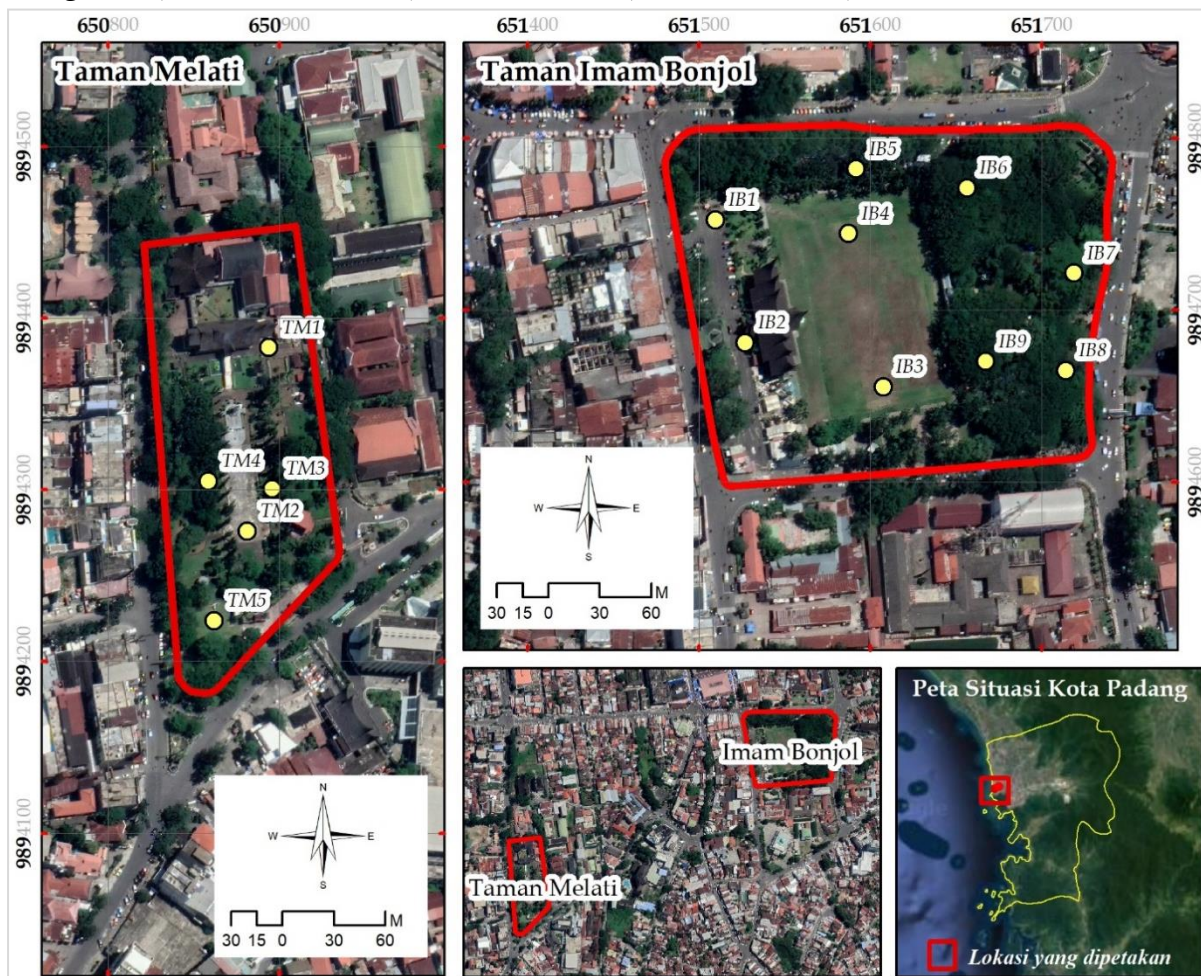 650800 650900 651400 651500 651600 651700
Taman Melati
Taman Imam Bonjol
9894500
9894400
9894300
9894200
9894100
9894800
9894700
9894600
TM1
TM4
TM3
TM2
TM5
IB5
IB6
IB1
IB4
IB7
IB2
IB9
IB8
IB3
N
W E
S
30 15 0 30 60 M
N
W E
S
30 15 0 30 60 M
Imam Bonjol
Taman Melati
Peta Situasi Kota Padang
Lokasi yang dipetakan